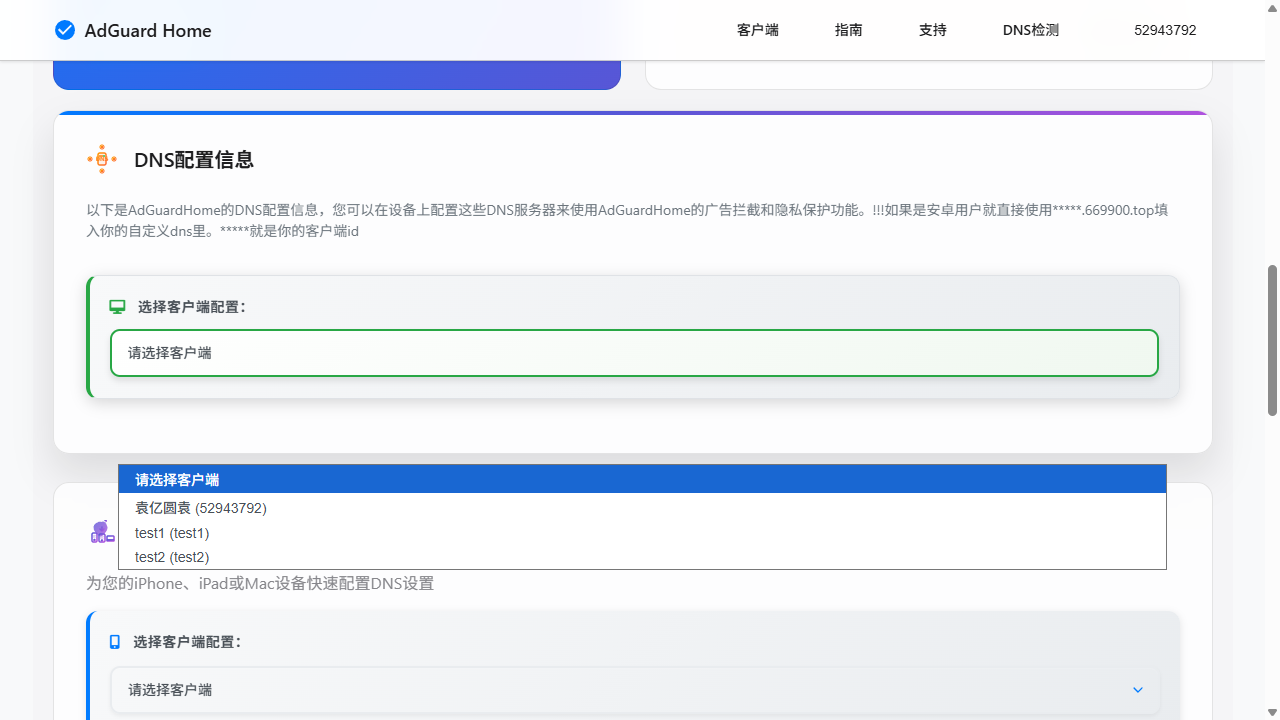 AdGuard Home
客户端
指南
支持
DNS检测
52943792
DNS配置信息
以下是AdGuardHome的DNS配置信息，您可以在设备上配置这些DNS服务器来使用AdGuardHome的广告拦截和隐私保护功能。!!!如果是安卓用户就直接使用*****.669900.top填
入你的自定义dns里。*****就是你的客户端id
选择客户端配置：
请选择客户端
请选择客户端
袁亿圆袁 (52943792)
test1 (test1)
test2 (test2)
为您的iPhone、iPad或Mac设备快速配置DNS设置
选择客户端配置：
请选择客户端